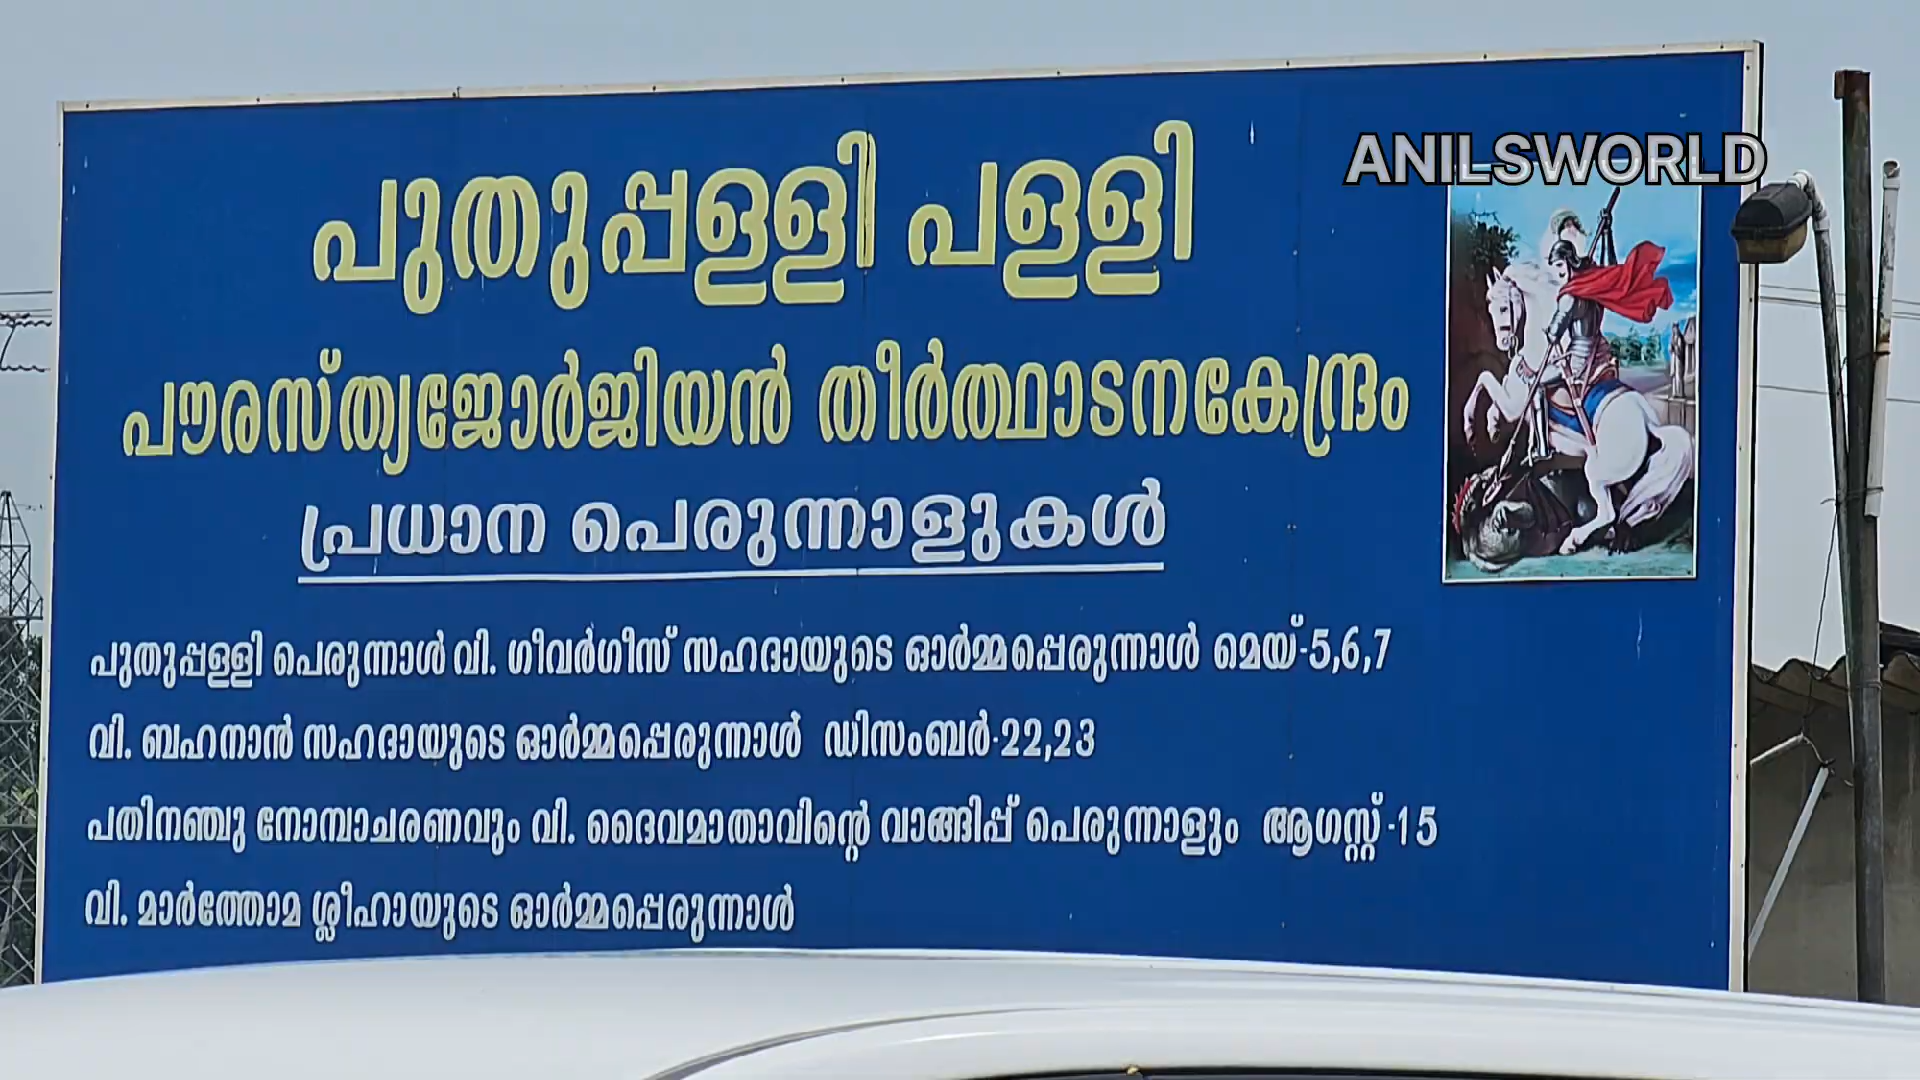 ANILSWORLD
പുതുപ്പള്ളി പള്ളി
പൗരസ്ത്യജോർജിയൻ തീർത്ഥാടനകേന്ദ്രം
പ്രധാന പെരുന്നാളുകൾ
പുതുപ്പള്ളി പെരുന്നാൾ വി. ഗീവർഗീസ് സഹദായുടെ ഓർമ്മപ്പെരുന്നാൾ മെയ്-5,6,7
വി. ബഹനാൻ സഹദായുടെ ഓർമ്മപ്പെരുന്നാൾ ഡിസംബർ-22,23
പതിനഞ്ചു നോമ്പാചരണവും വി. ദൈവമാതാവിന്റെ വാങ്ങിപ്പ് പെരുന്നാളും ആഗസ്റ്റ്-15
വി. മാർത്തോമ ശ്ലീഹായുടെ ഓർമ്മപ്പെരുന്നാൾ